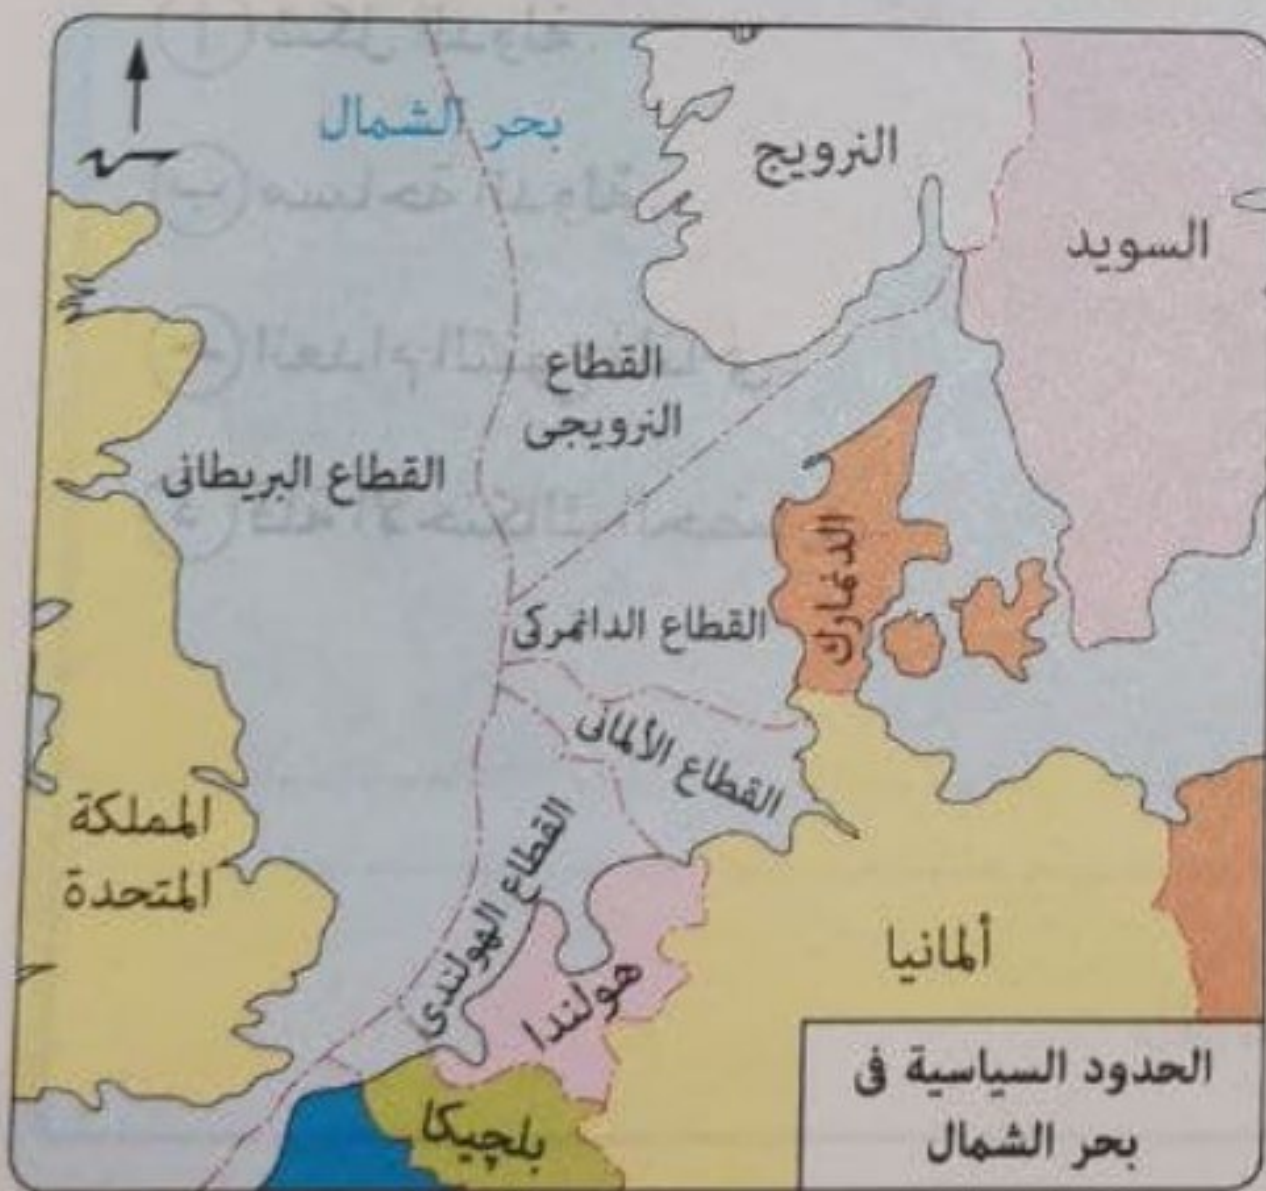 بحر الشمال
النرويج
السويد
القطاع
النرويجى
القطاع البريطانى
الدنمارك
القطاع الدانمركى
القطاع الألمانى
القطاع الهولندى
المملكة
المتحدة
ألمانيا
هولندا
بلچيكا
الحدود السياسية فى
بحر الشمال